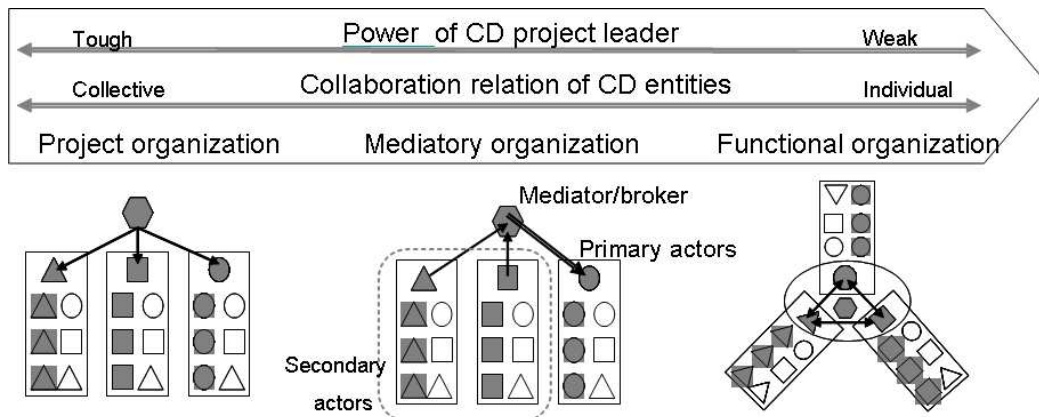 Tough Power of CD project leader Weak
Collective Collaboration relation of CD entities Individual
Project organization Mediatory organization Functional organization
Mediator/broker
Primary actors
Secondary
actors